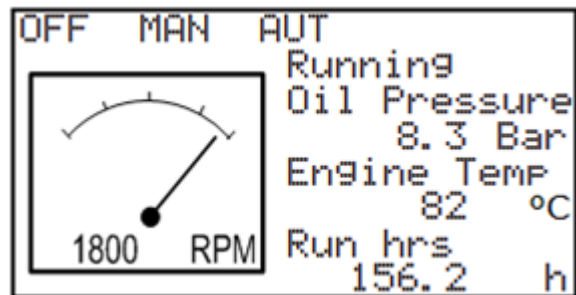 OFF MAN AUT
Running
Oil Pressure
8.3 Bar
Engine Temp
82 °C
Run hrs
156.2 h
1800 RPM